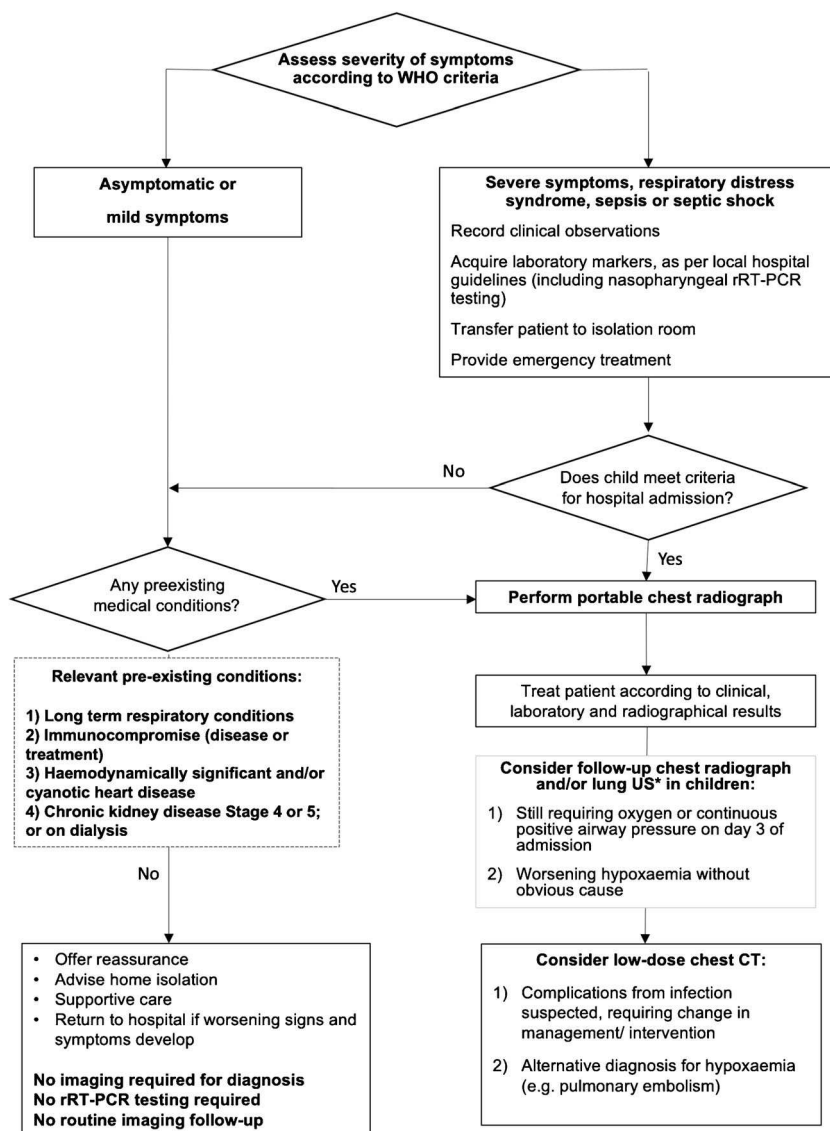 Assess severity of symptoms
according to WHO criteria
Asymptomatic or
mild symptoms
Severe symptoms, respiratory distress
syndrome, sepsis or septic shock
Record clinical observations
Acquire laboratory markers, as per local hospital
guidelines (including nasopharyngeal rRT-PCR
testing)
Transfer patient to isolation room
Provide emergency treatment
Does child meet criteria
for hospital admission?
No
Yes
Any preexisting
medical conditions?
Yes
Perform portable chest radiograph
Relevant pre-existing conditions:
1) Long term respiratory conditions
2) Immunocompromise (disease or
treatment)
3) Haemodynamically significant and/or
cyanotic heart disease
4) Chronic kidney disease Stage 4 or 5;
or on dialysis
No
Treat patient according to clinical,
laboratory and radiographical results
Consider follow-up chest radiograph
and/or lung US* in children:
1) Still requiring oxygen or continuous
positive airway pressure on day 3 of
admission
2) Worsening hypoxaemia without
obvious cause
• Offer reassurance
• Advise home isolation
• Supportive care
• Return to hospital if worsening signs and
symptoms develop
No imaging required for diagnosis
No rRT-PCR testing required
No routine imaging follow-up
Consider low-dose chest CT:
1) Complications from infection
suspected, requiring change in
management/ intervention
2) Alternative diagnosis for hypoxaemia
(e.g. pulmonary embolism)